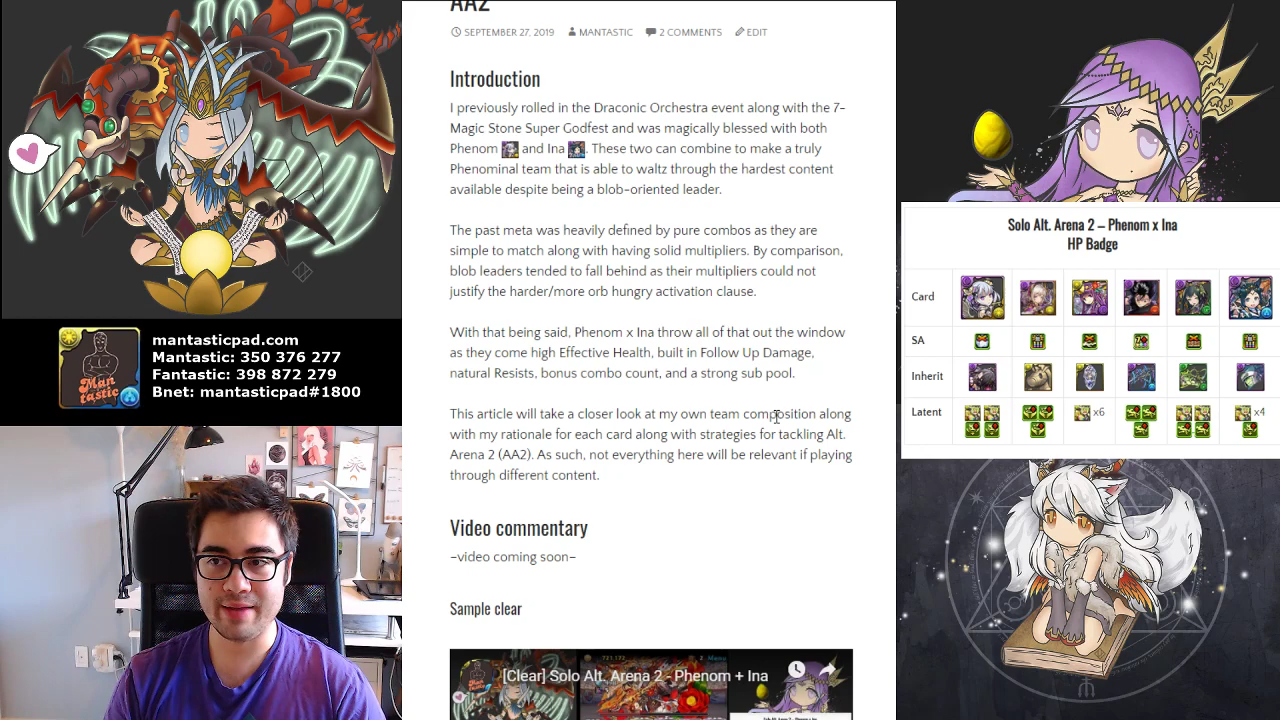 AA2
SEPTEMBER 27, 2019 MANTASTIC 2 COMMENTS EDIT
Introduction
I previously rolled in the Draconic Orchestra event along with the 7-
Magic Stone Super Godfest and was magically blessed with both
Phenom and Ina . These two can combine to make a truly
Phenominal team that is able to waltz through the hardest content
available despite being a blob-oriented leader.
The past meta was heavily defined by pure combos as they are
simple to match along with having solid multipliers. By comparison,
blob leaders tended to fall behind as their multipliers could not
justify the harder/more orb hungry activation clause.
With that being said, Phenom x Ina throw all of that out the window
as they come high Effective Health, built in Follow Up Damage,
natural Resists, bonus combo count, and a strong sub pool.
This article will take a closer look at my own team composition along
with my rationale for each card along with strategies for tackling Alt.
Arena 2 (AA2). As such, not everything here will be relevant if playing
through different content.
Video commentary
–video coming soon–
Sample clear
[Clear] Solo Alt. Arena 2 - Phenom + Ina
mantasticpad.com
Mantastic: 350 376 277
Fantastic: 398 872 279
Bnet: mantasticpad#1800
Man
tastic
Solo Alt. Arena 2 – Phenom x Ina
HP Badge
Card
SA
Inherit
Latent x6 x4